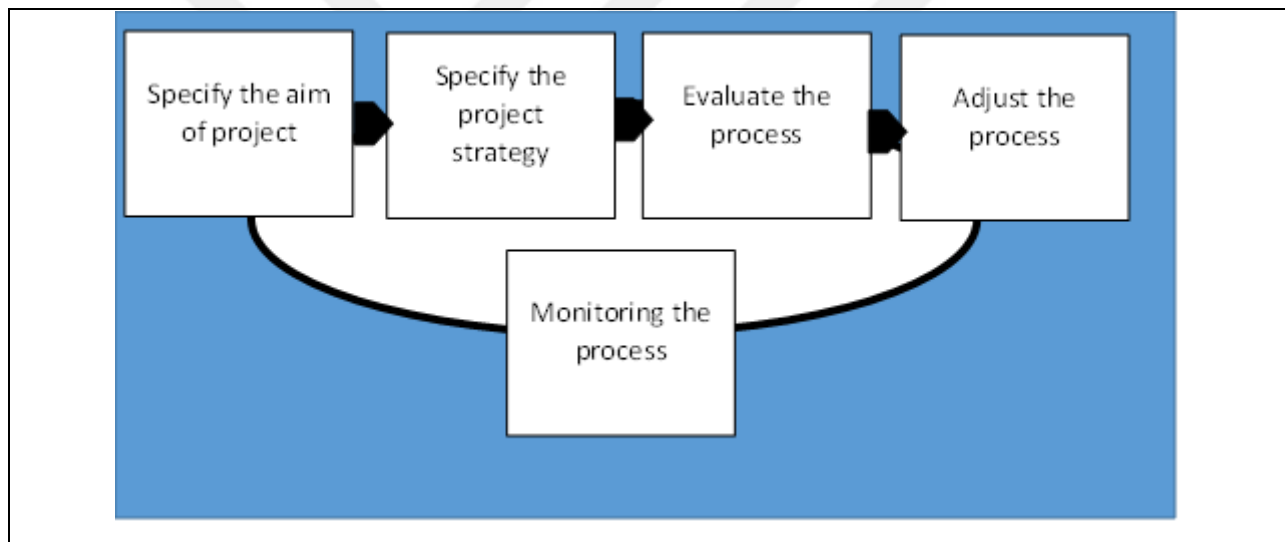 Specify the aim
of project
Specify the
project
strategy
Evaluate the
process
Adjust the
process
Monitoring the
process